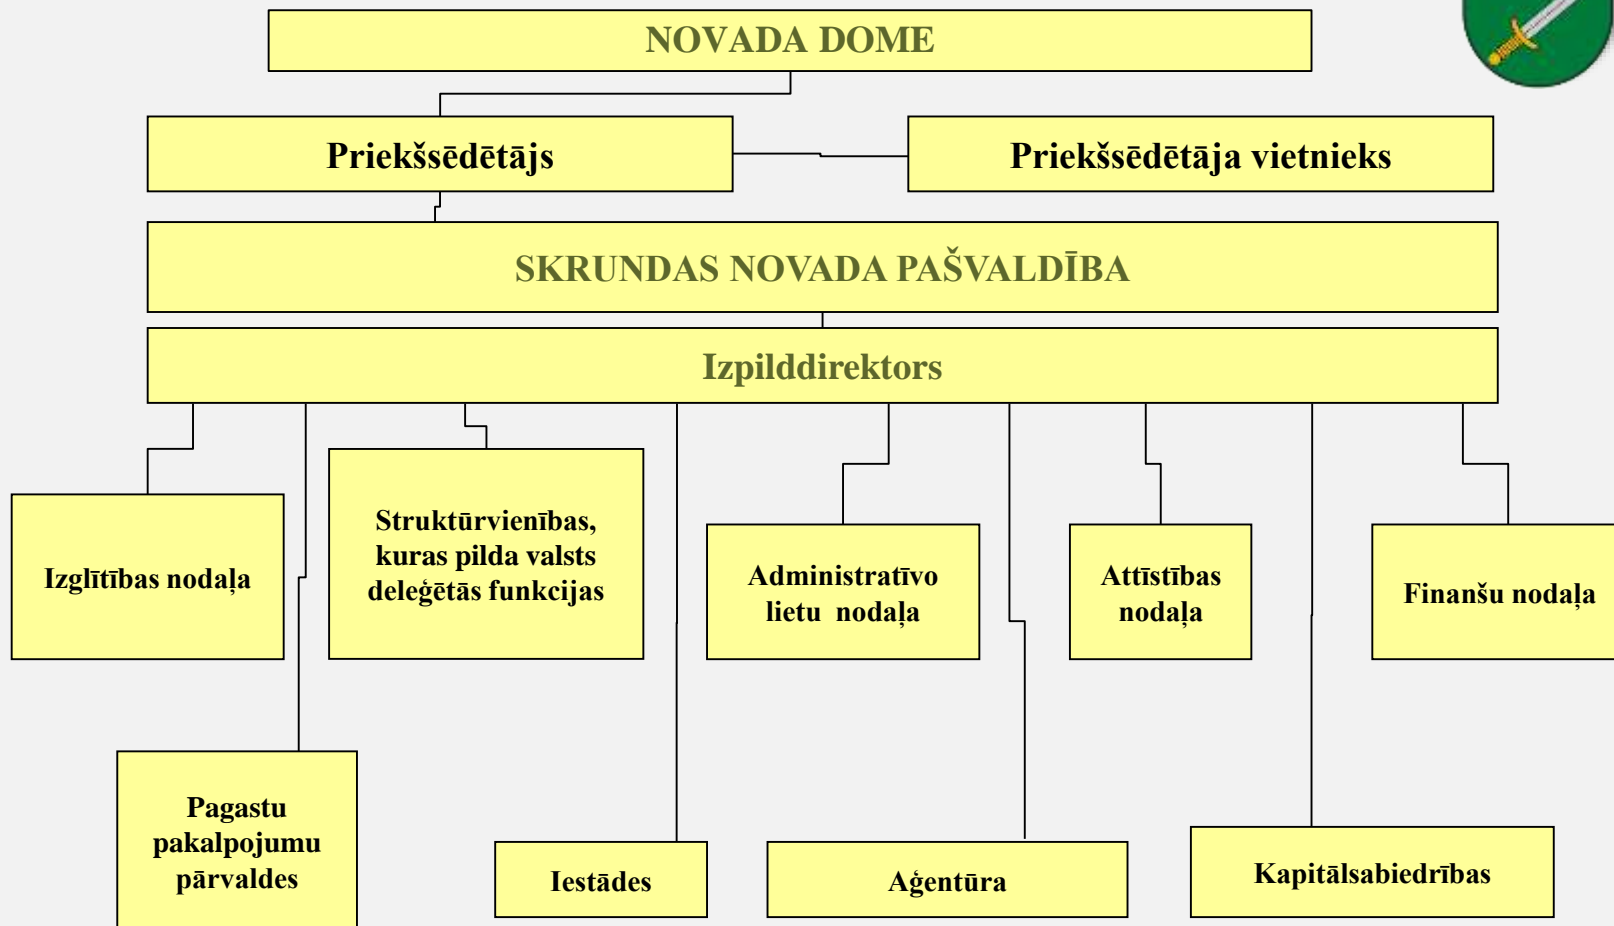 NOVADA DOME
Priekšsēdētājs
Priekšsēdētāja vietnieks
SKRUNDAS NOVADA PAŠVALDĪBA
Izpilddirektors
Izglītības nodaļa
Struktūrvienības,
kuras pilda valsts
deleģētās funkcijas
Administratīvo
lietu nodaļa
Attīstības
nodaļa
Finanšu nodaļa
Pagastu
pakalpojumu
pārvaldes
Iestādes
Aģentūra
Kapitālsabiedrības